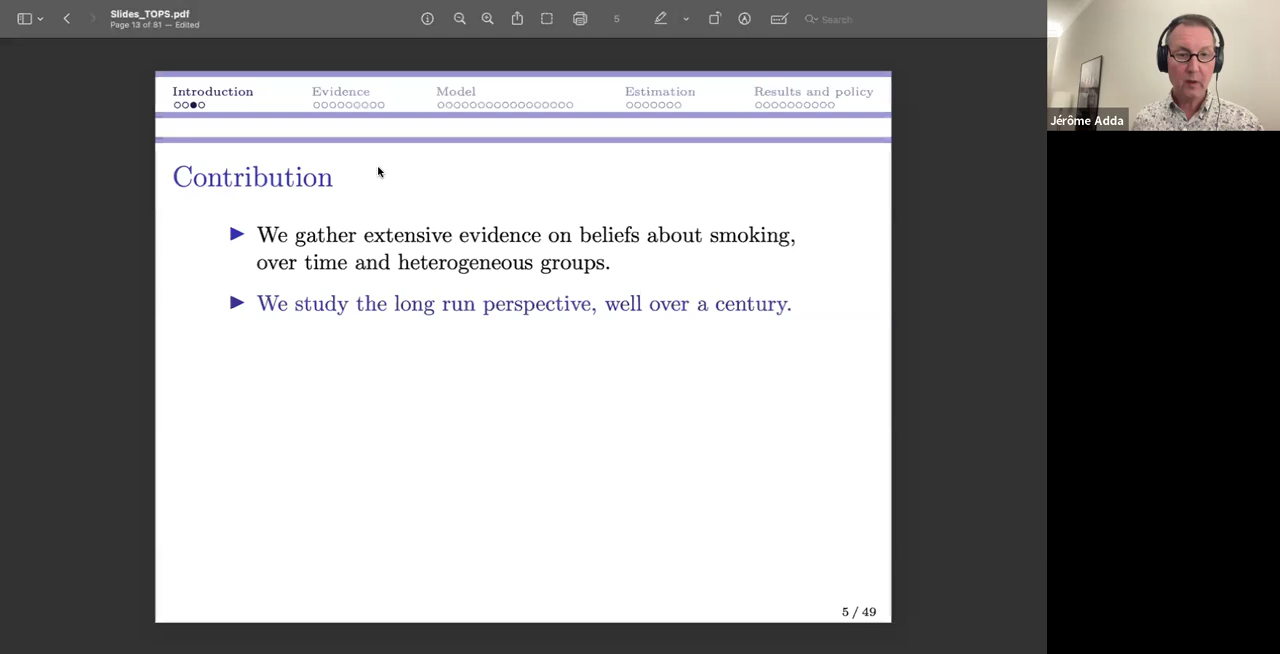 Slides_TOPS.pdf
Page 13 of 81 — Edited
5
Search
Introduction
Evidence
Model
Estimation
Results and policy
Contribution
We gather extensive evidence on beliefs about smoking,
over time and heterogeneous groups.
We study the long run perspective, well over a century.
5 / 49
Jérôme Adda